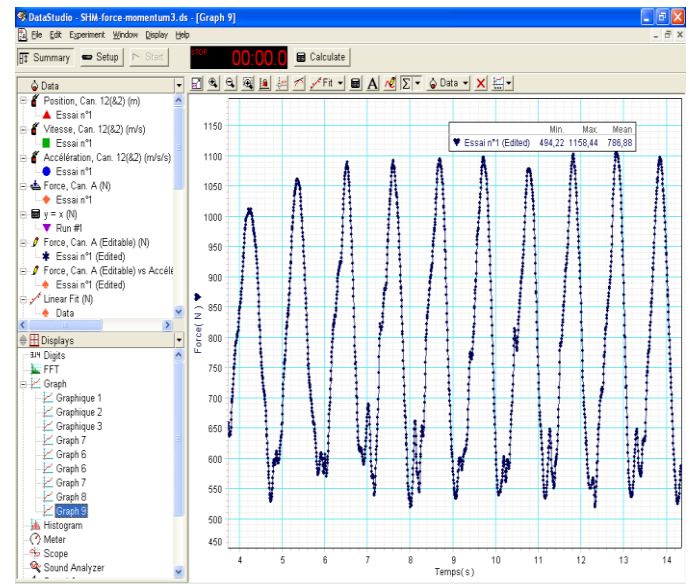 DataStudio - SHM-force-momentum3.ds - [Graph 9]
File Edit Experiment Window Display Help
Summary Setup Start STOP 00:00.0 Calculate
Data
Fit A Σ Data
Position, Can. 12(&2) (m)
Essai n°1
Vitesse, Can. 12(&2) (m/s)
Essai n°1
Accélération, Can. 12(&2) (m/s/s)
Essai n°1
Force, Can. A (N)
Essai n°1
y = x (N)
Run #1
Force, Can. A (Editable) (N)
Essai n°1 (Edited)
Force, Can. A (Editable) vs Accélé
Essai n°1 (Edited)
Linear Fit (N)
Data
Displays
3.14 Digits
FFT
Graph
Graphique 1
Graphique 2
Graphique 3
Graph 7
Graph 6
Graph 6
Graph 7
Graph 8
Graph 9
Histogram
Meter
Scope
Sound Analyzer
Min. Max. Mean
Essai n°1 (Edited) 494,22 1158,44 786,88
1150
1100
1050
1000
950
900
850
800
750
700
650
600
550
500
450
Force( N )
4 5 6 7 8 9 10 11 12 13 14
Temps( s )